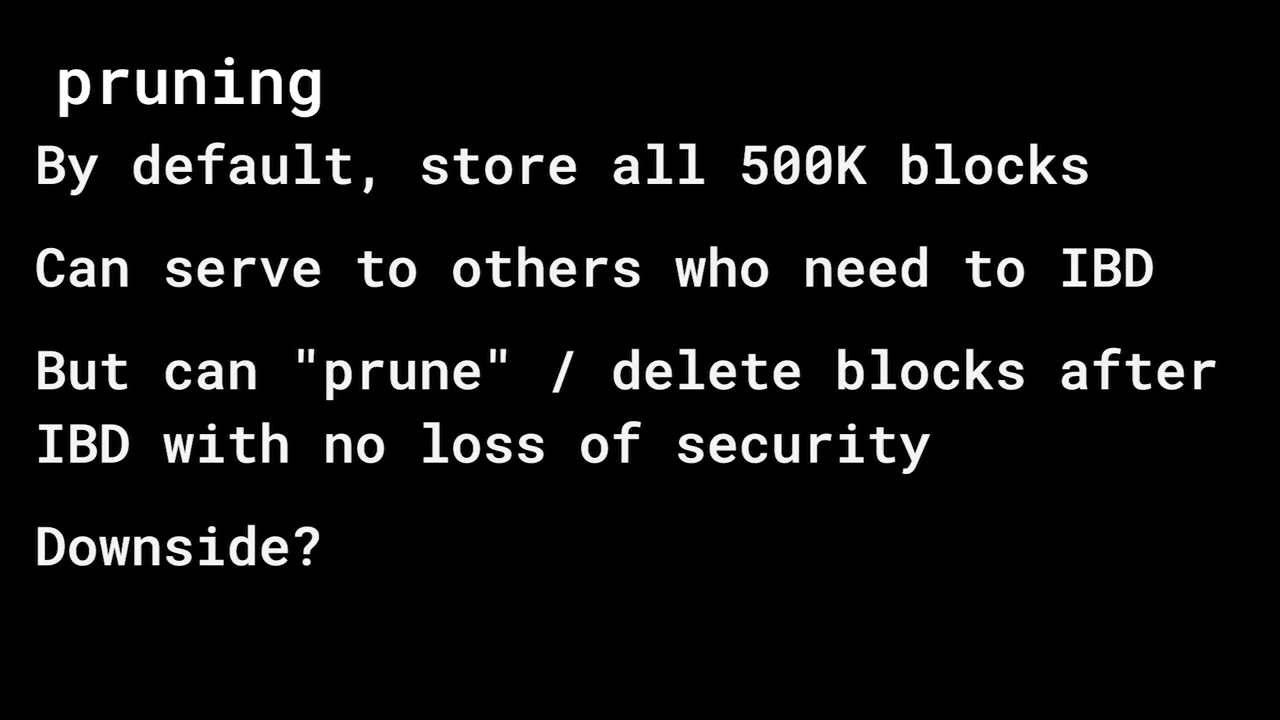 pruning
By default, store all 500K blocks
Can serve to others who need to IBD
But can "prune" / delete blocks after
IBD with no loss of security
Downside?